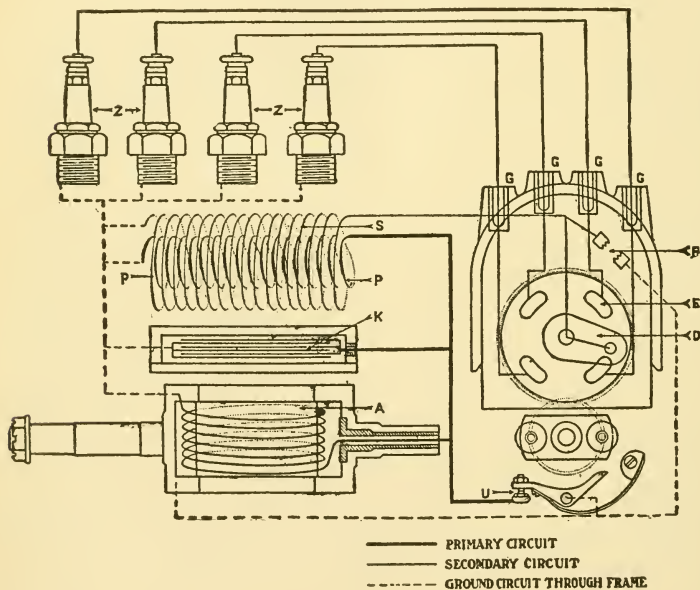 G G
G G
Z Z
S
P P
B
K
E
D
A
U
PRIMARY CIRCUIT
SECONDARY CIRCUIT
GROUND CIRCUIT THROUGH FRAME